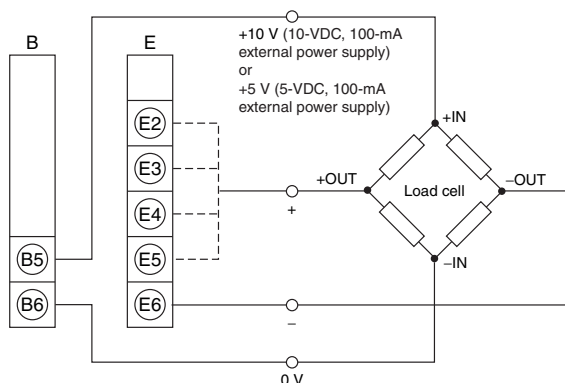 B
E
+10 V (10-VDC, 100-mA
external power supply)
or
+5 V (5-VDC, 100-mA
external power supply)
E2
+IN
E3
+OUT
Load cell
−OUT
E4
+
B5
E5
−IN
B6
E6
−
0 V